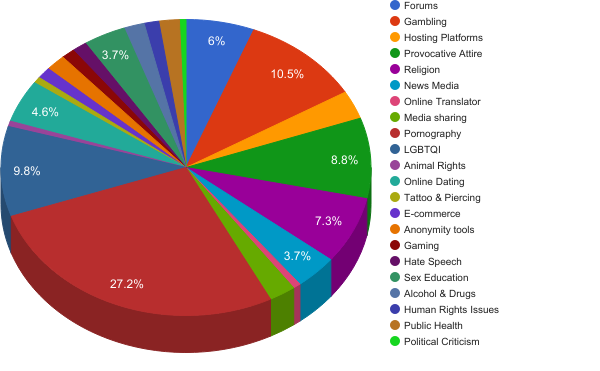 6%
10.5%
8.8%
7.3%
3.7%
27.2%
9.8%
4.6%
3.7%
Forums
Gambling
Hosting Platforms
Provocative Attire
Religion
News Media
Online Translator
Media sharing
Pornography
LGBTQI
Animal Rights
Online Dating
Tattoo & Piercing
E-commerce
Anonymity tools
Gaming
Hate Speech
Sex Education
Alcohol & Drugs
Human Rights Issues
Public Health
Political Criticism